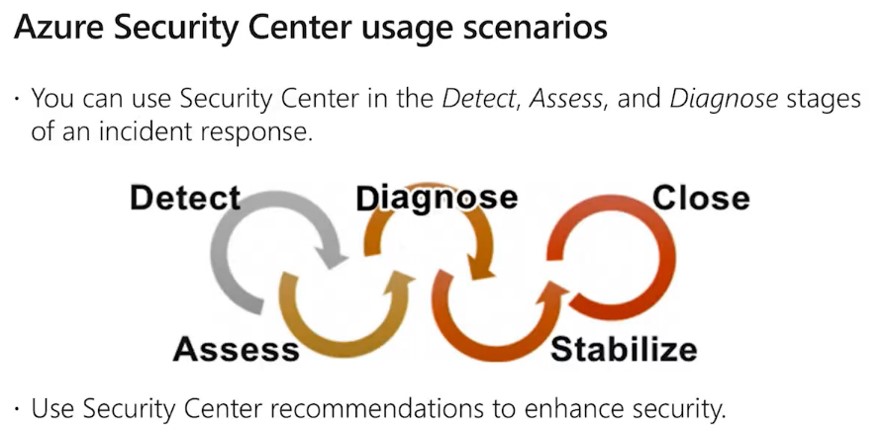 Azure Security Center usage scenarios
· You can use Security Center in the Detect, Assess, and Diagnose stages
of an incident response.
Detect
Diagnose
Close
Assess
Stabilize
· Use Security Center recommendations to enhance security.